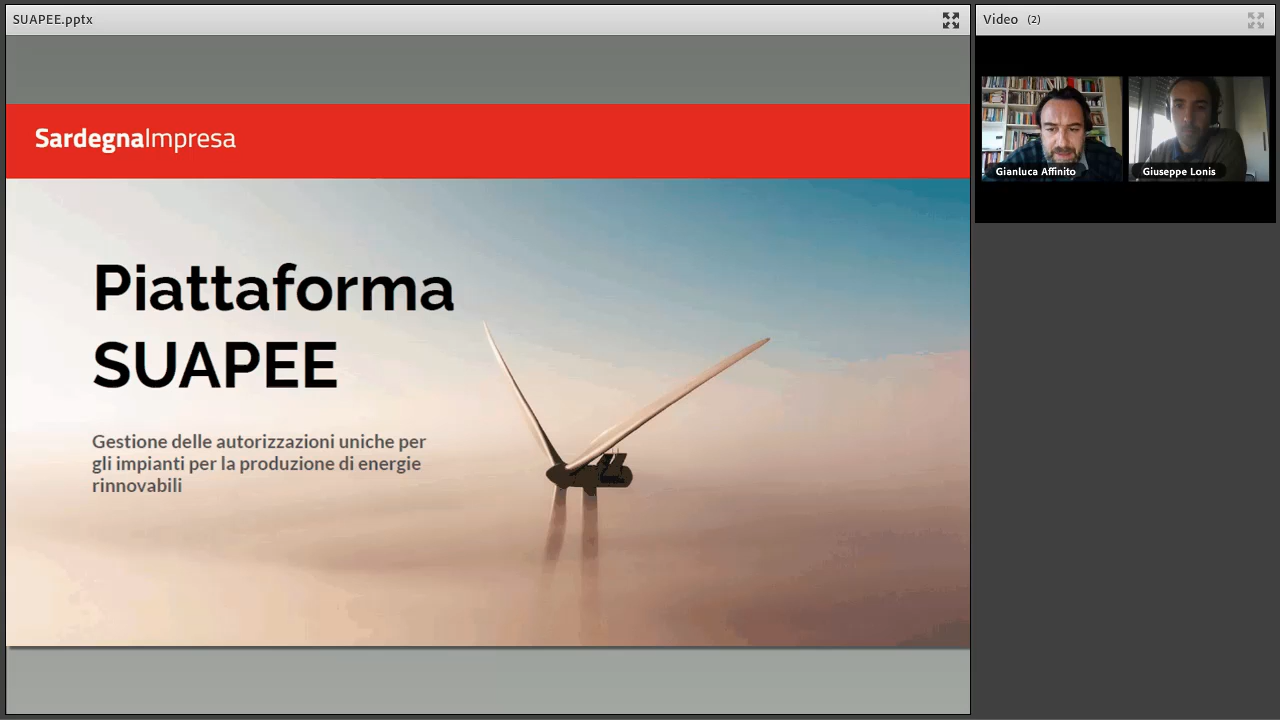 SUAPEE.pptx
Video (2)
SardegnaImpresa
Piattaforma
SUAPEE
Gestione delle autorizzazioni uniche per
gli impianti per la produzione di energie
rinnovabili
Gianluca Affinito
Giuseppe Lonis